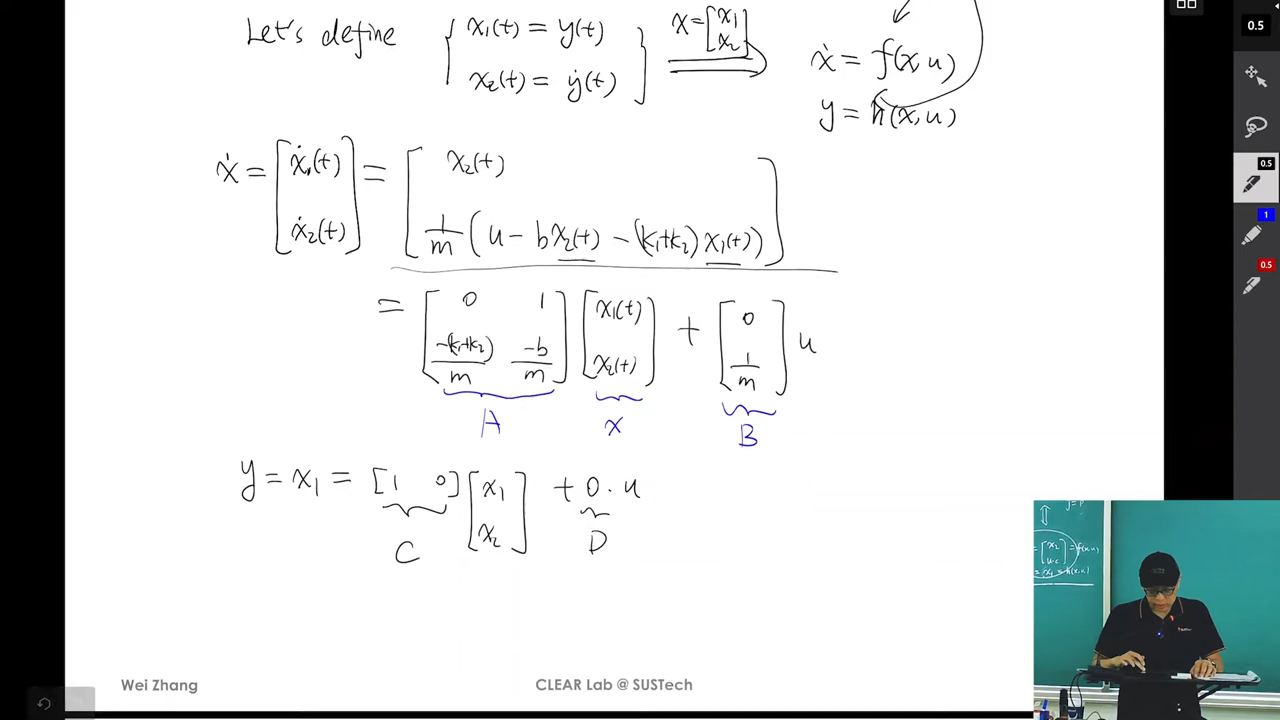 Let's define { x₁(t) = y(t) x₂(t) = ẏ(t) } ⟹ x = [x₁ x₂]
ẋ = f(x, u)
y = h(x, u)
ẋ = [ẋ₁(t) ẋ₂(t)] = [x₂(t) 1/m (u − bx₂(t) − (k₁+k₂) x₁(t))]
= [0 1 −(k₁+k₂)/m −b/m] [x₁(t) x₂(t)] + [0 1/m] u
A x B
y = x₁ = [1 0] [x₁ x₂] + 0 · u
C D
Wei Zhang
CLEAR Lab @ SUSTech
0.5
0.5
1
0.5